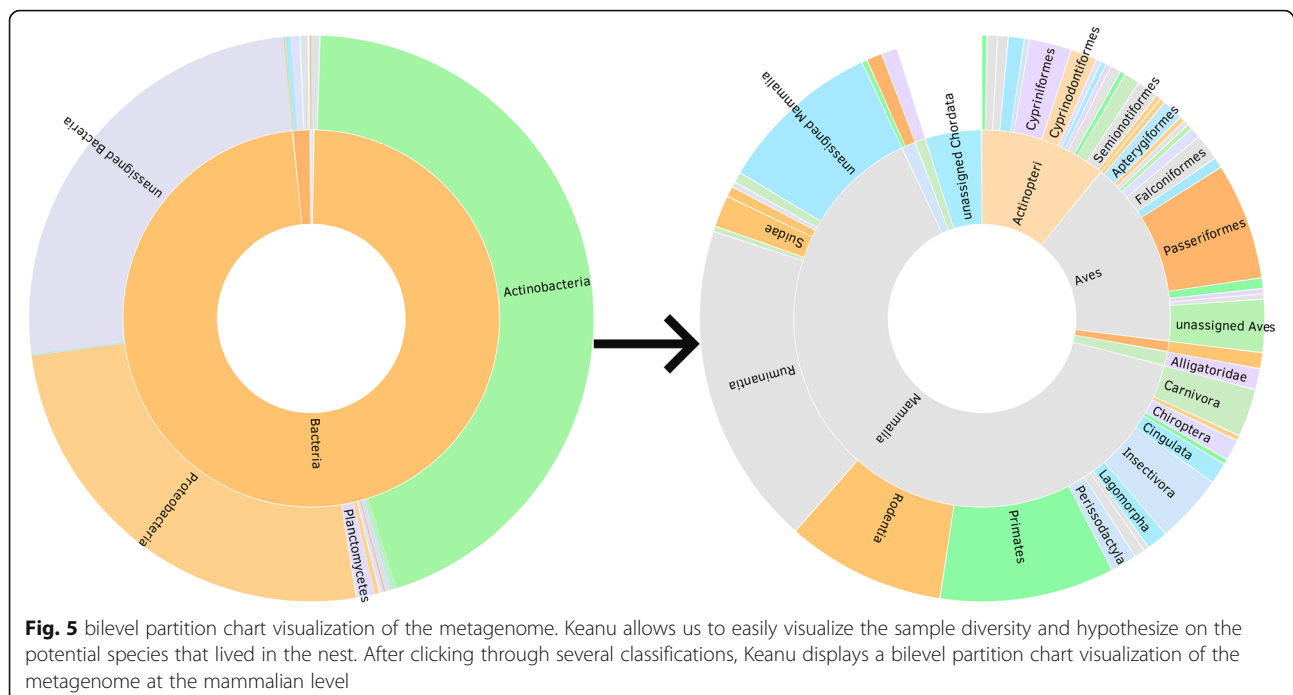 unassigned Bacteria
Actinobacteria
Bacteria
Proteobacteria
Planctomycetes
unassigned Mammalia
unassigned Chordata
Cypriniformes
Cyprinodontiformes
Semionotiformes
Apterygiformes
Falconiformes
Actinopteri
Passeriformes
Aves
unassigned Aves
Suidae
Alligatoridae
Carnivora
Chiroptera
Cingulata
Insectivora
Ruminantia
Mammalia
Lagomorpha
Perissodactyla
Rodentia
Primates
Fig. 5 bilevel partition chart visualization of the metagenome. Keanu allows us to easily visualize the sample diversity and hypothesize on the
potential species that lived in the nest. After clicking through several classifications, Keanu displays a bilevel partition chart visualization of the
metagenome at the mammalian level